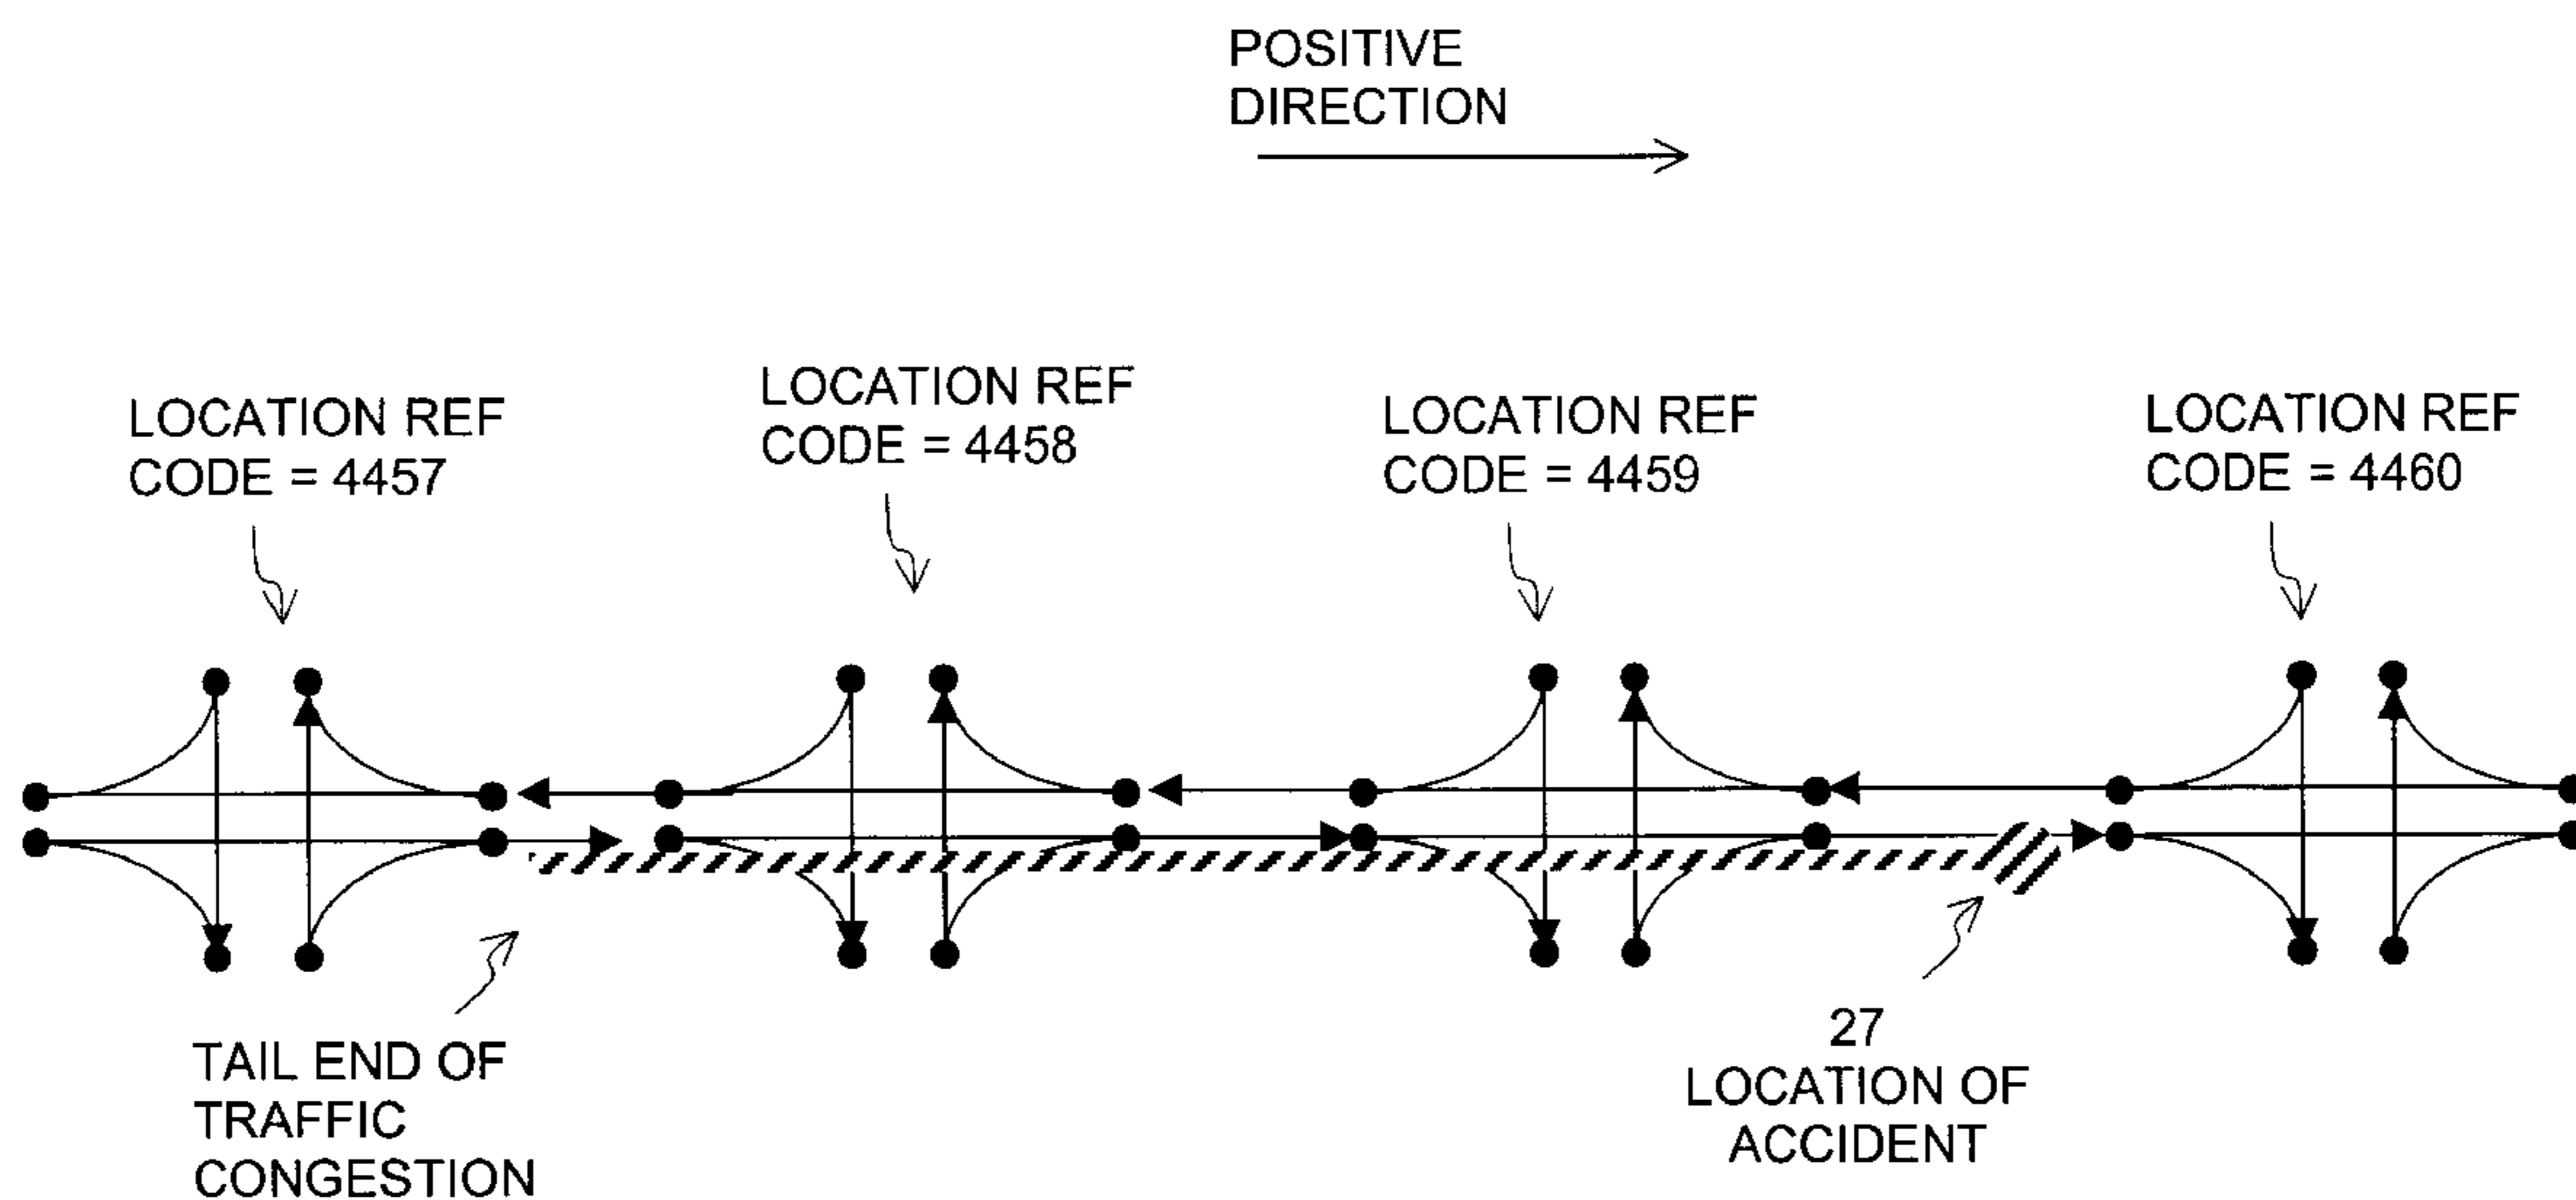 POSITIVE
DIRECTION
LOCATION REF
CODE = 4457
LOCATION REF
CODE = 4458
LOCATION REF
CODE = 4459
LOCATION REF
CODE = 4460
TAIL END OF
TRAFFIC
CONGESTION
27
LOCATION OF
ACCIDENT